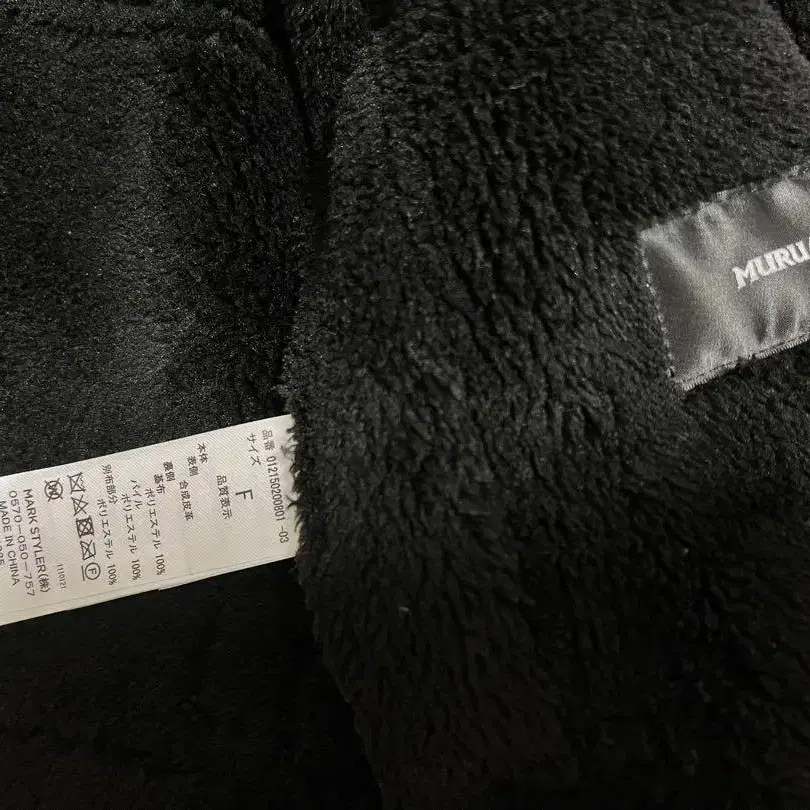 MURU
品番 012150200801-03
サイズ
F
品質表示
本体
表側 合成皮革
裏側
基布
ポリエステル 100%
パイル
ポリエステル 100%
別布部分
ポリエステル 100%
1110121
MARK STYLER(株)
0570-050-757
MADE IN CHINA